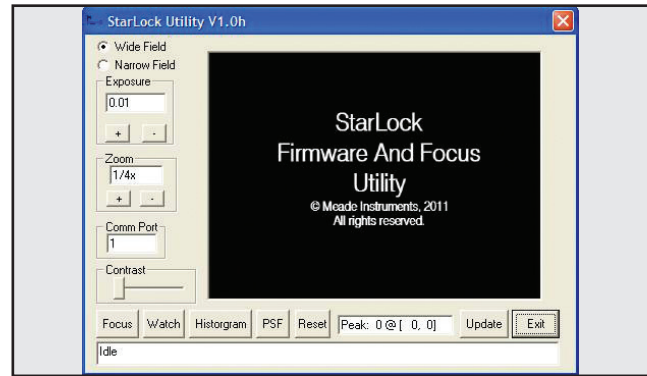 StarLock Utility V1.0h
Wide Field
Narrow Field
Exposure
0.01
+ -
Zoom
1/4x
+ -
Comm Port
1
Contrast
StarLock
Firmware And Focus
Utility
© Meade Instruments, 2011
All rights reserved.
Focus Watch Historgram PSF Reset Peak: 0 @ [ 0, 0] Update Exit
Idle